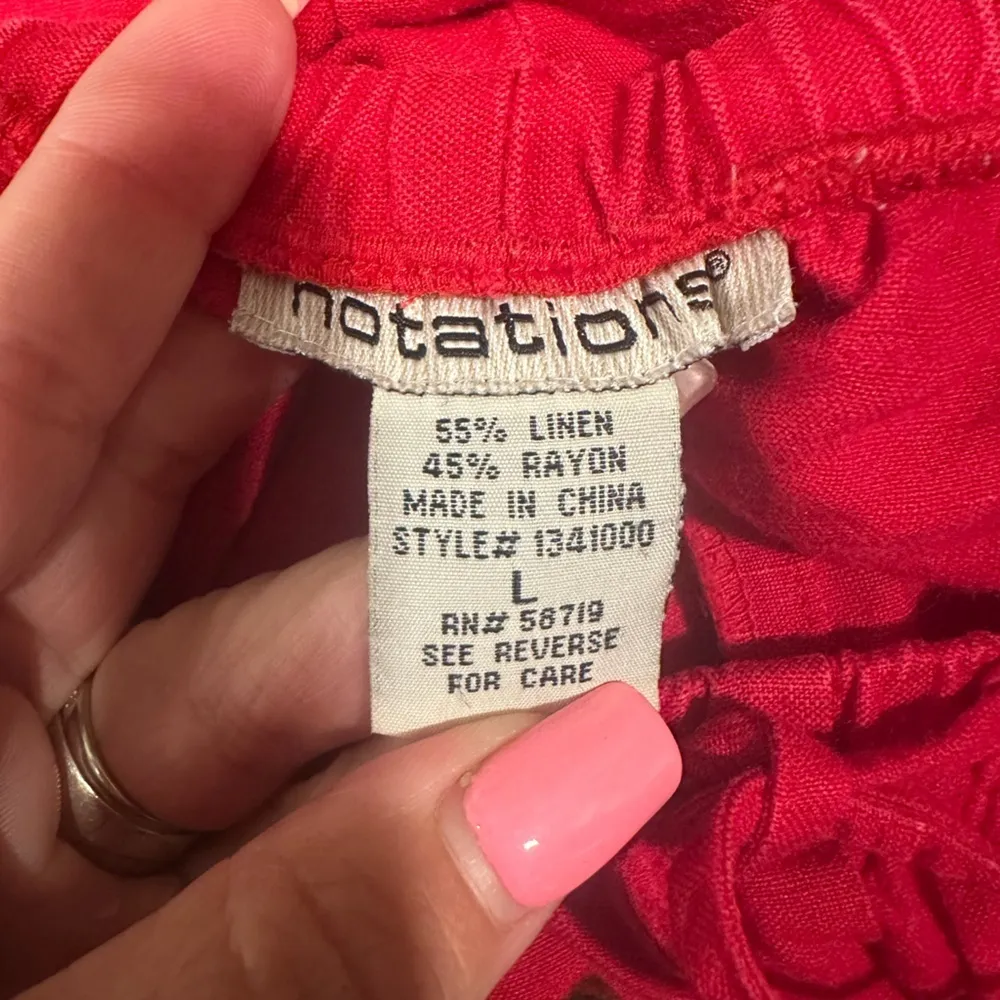 notations®
55% LINEN
45% RAYON
MADE IN CHINA
STYLE# 1341000
L
RN# 58719
SEE REVERSE
FOR CARE